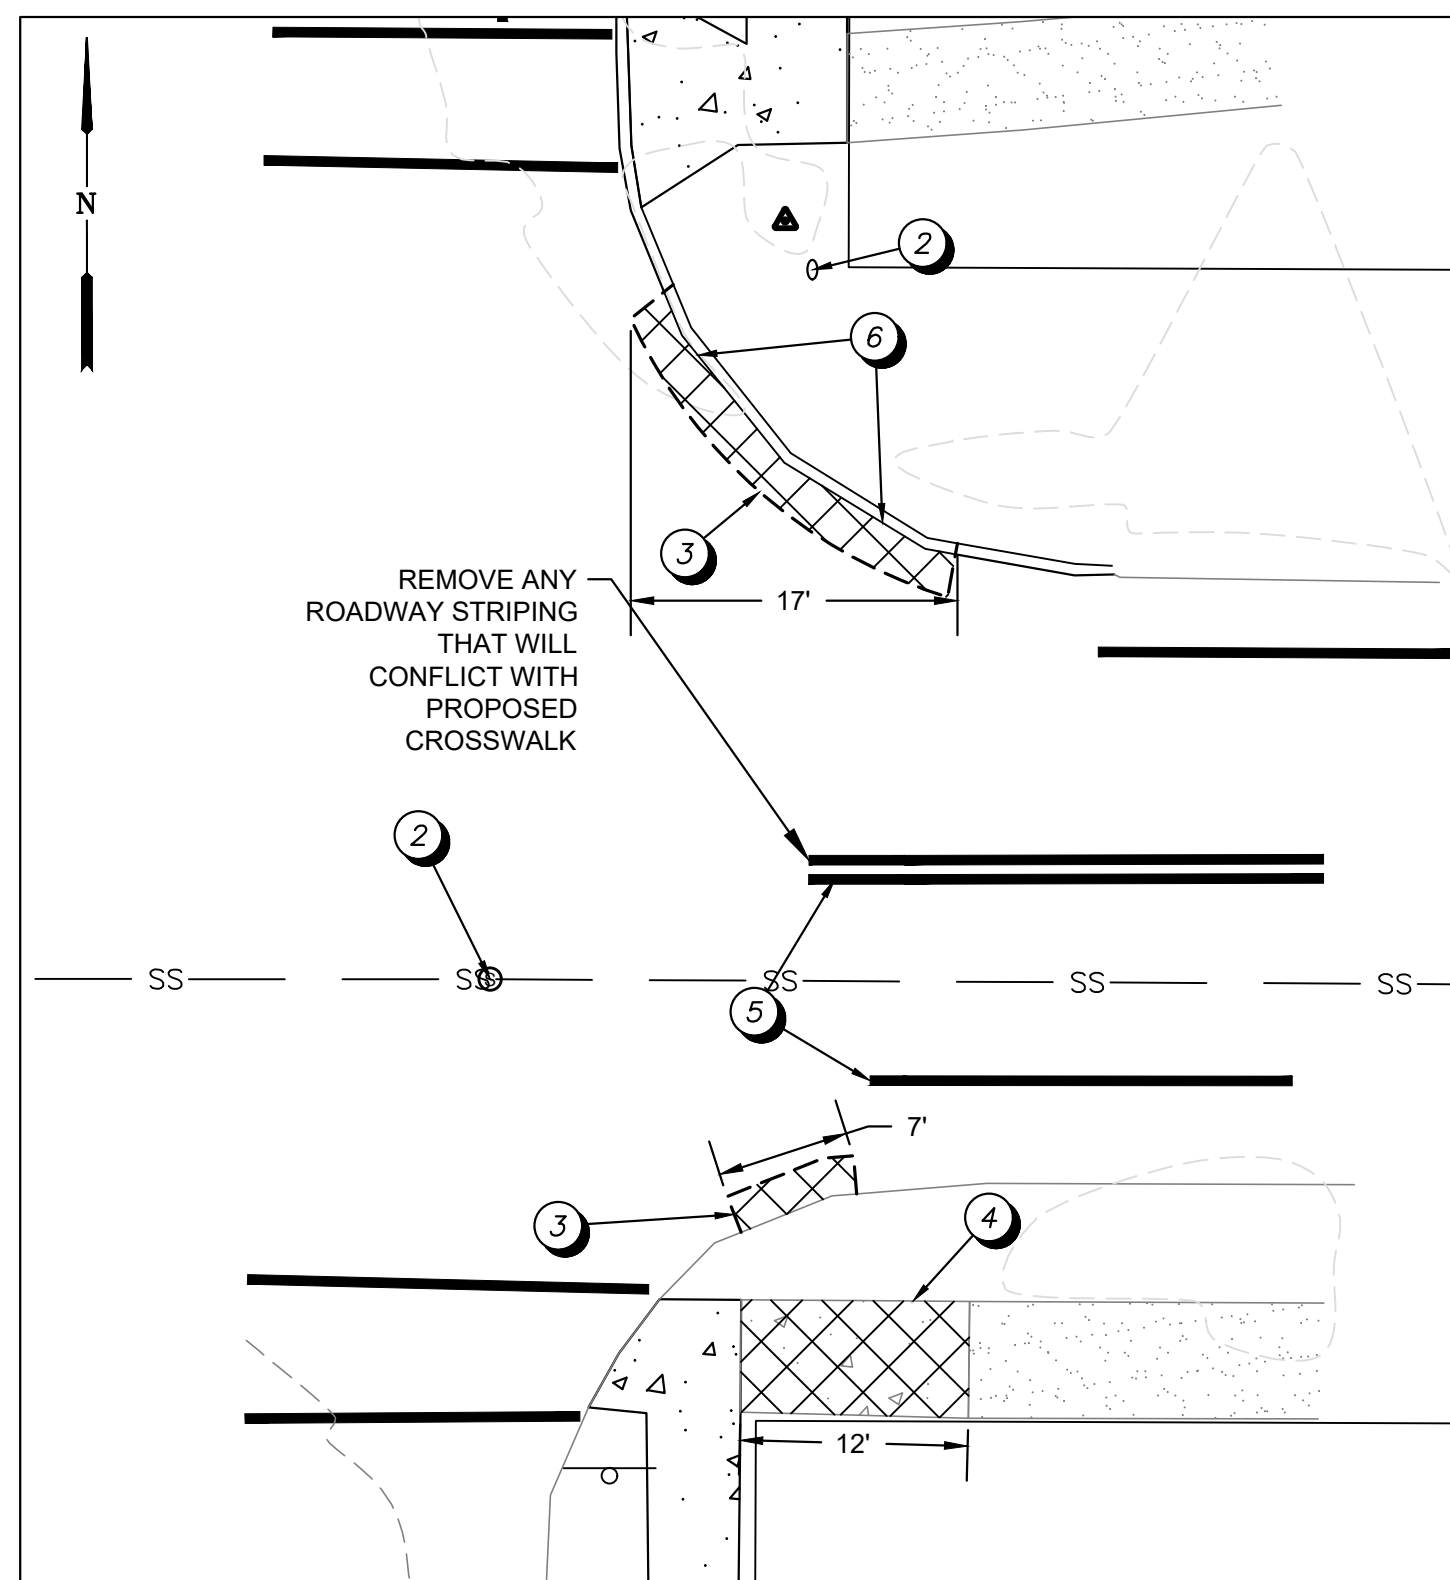 N
2
6
3
17'
REMOVE ANY
ROADWAY STRIPING
THAT WILL
CONFLICT WITH
PROPOSED
CROSSWALK
2
SS
SS
S
SS
SS
SS
5
7'
3
4
12'